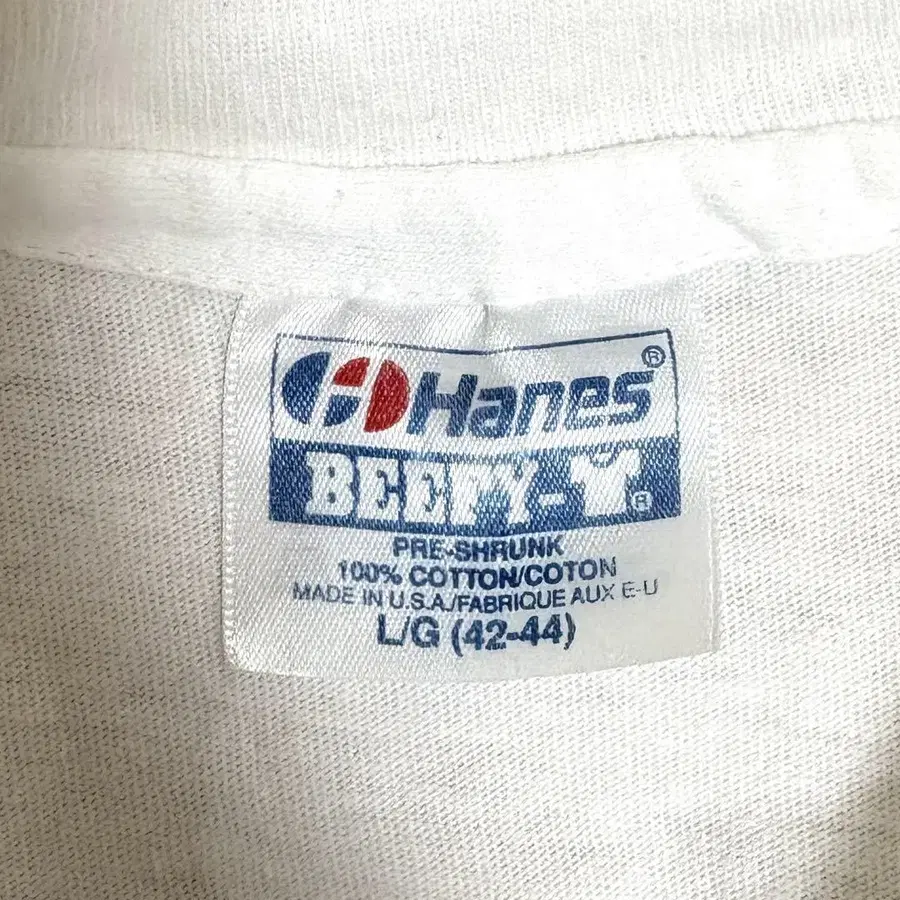 Hanes®
BEEFY-T®
PRE-SHRUNK
100% COTTON/COTON
MADE IN U.S.A./FABRIQUE AUX E-U
L/G (42-44)